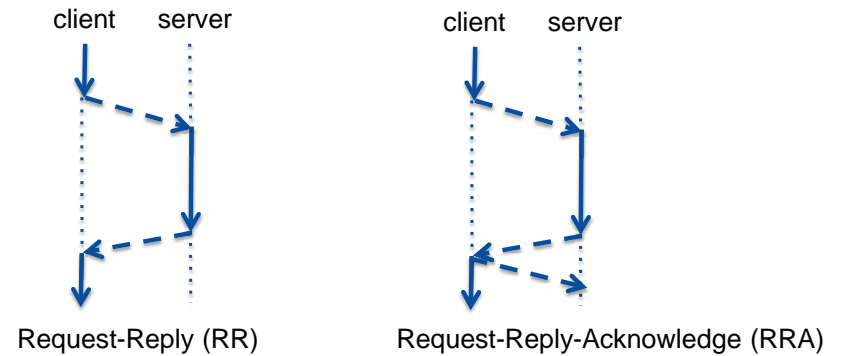 client server
client server
Request-Reply (RR)
Request-Reply-Acknowledge (RRA)